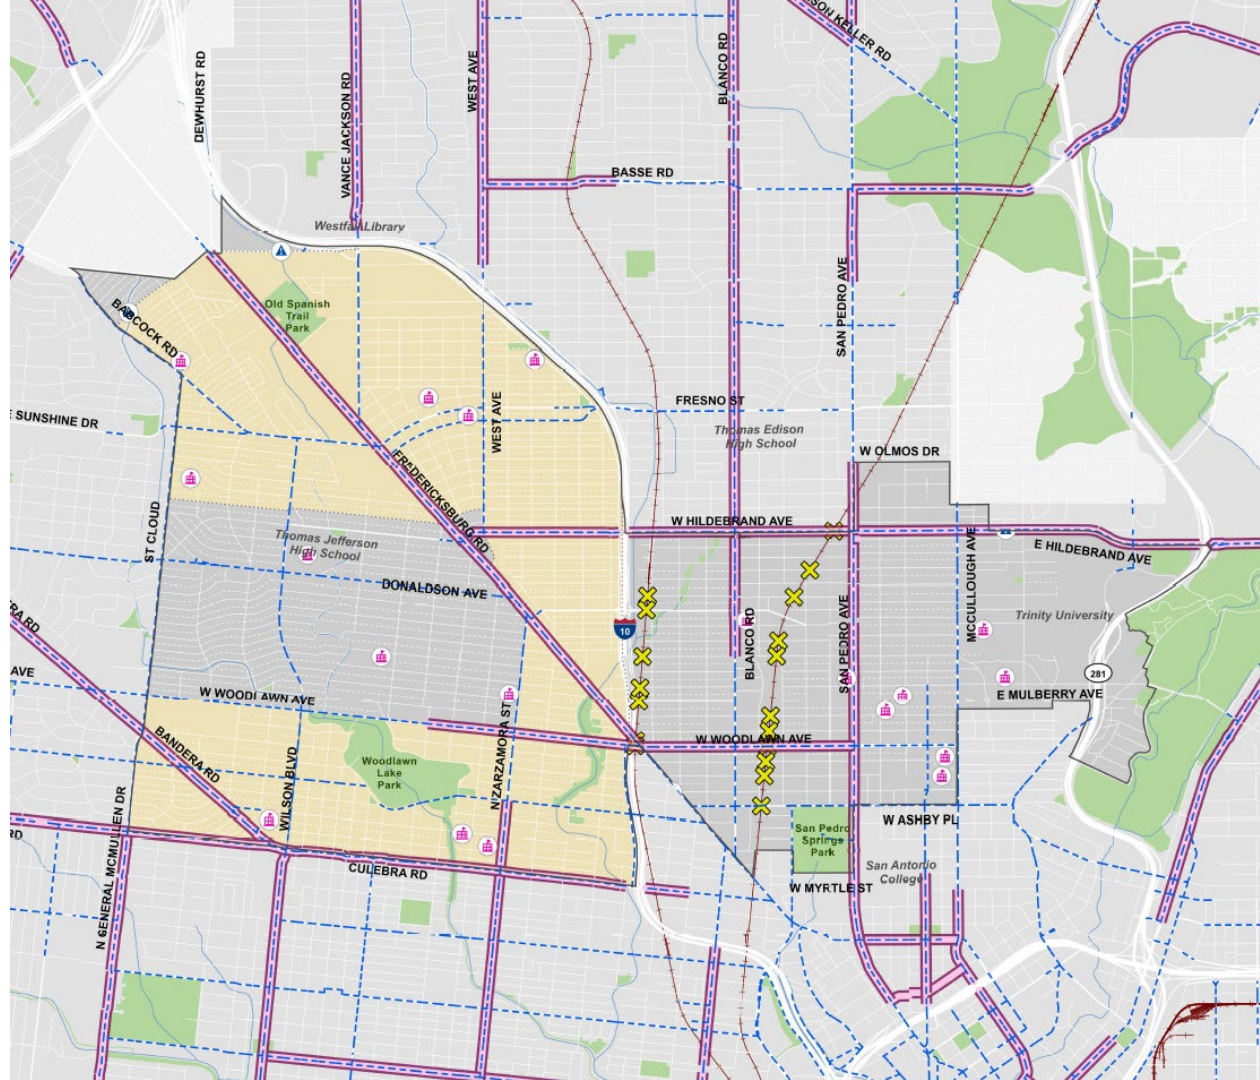 SON KELLER RD
DEWHURST RD
VANCE JACKSON RD
WEST AVE
BLANCO RD
BASSE RD
Westfall Library
SAN PEDRO AVE
BABCOCK RD
Old Spanish
Trail
Park
E SUNSHINE DR
FRESNO ST
Thomas Edison
High School
WEST AVE
W OLMOS DR
FREDERICKSBURG RD
W HILDEBRAND AVE
E HILDEBRAND AVE
ST CLOUD
Thomas Jefferson
High School
DONALDSON AVE
MCCULLOUGH AVE
10
BLANCO RD
SAN PEDRO AVE
Trinity University
281
RA RD
AVE
W WOODLAWN AVE
E MULBERRY AVE
W WOODLAWN AVE
N ZARZAMORA ST
BANDERA RD
WILSON BLVD
Woodlawn
Lake
Park
N GENERAL MCMULLEN DR
RD
W ASHBY PL
San Pedro
Springs
Park
CULEBRA RD
San Antonio
College
W MYRTLE ST